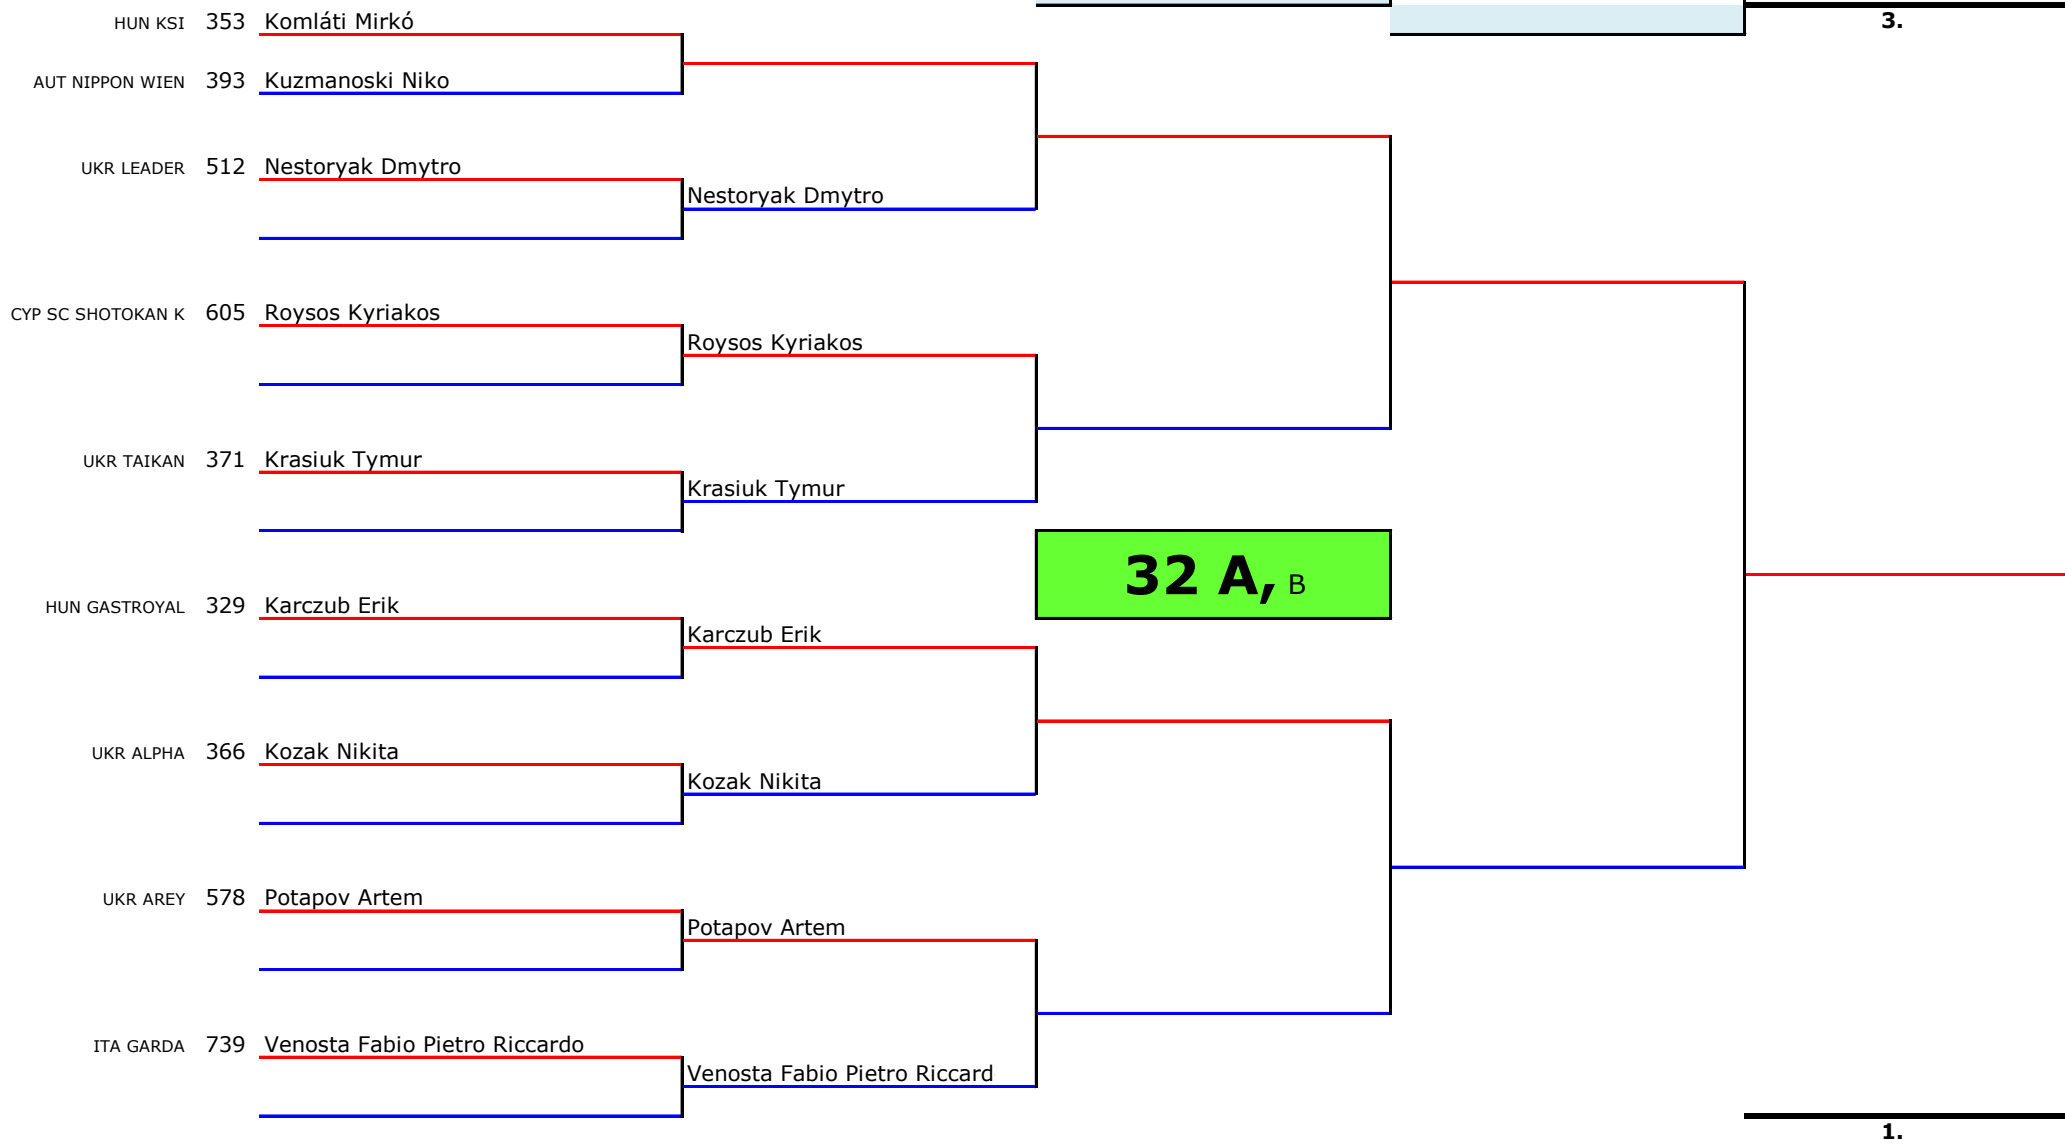 3.
HUN KSI 353 Komláti Mirkó
AUT NIPPON WIEN 393 Kuzmanoski Niko
UKR LEADER 512 Nestoryak Dmytro
Nestoryak Dmytro
CYP SC SHOTOKAN K 605 Roysos Kyriakos
Roysos Kyriakos
UKR TAIKAN 371 Krasiuk Tymur
Krasiuk Tymur
32 A, B
HUN GASTROYAL 329 Karczub Erik
Karczub Erik
UKR ALPHA 366 Kozak Nikita
Kozak Nikita
UKR AREY 578 Potapov Artem
Potapov Artem
ITA GARDA 739 Venosta Fabio Pietro Riccardo
Venosta Fabio Pietro Riccard
1.